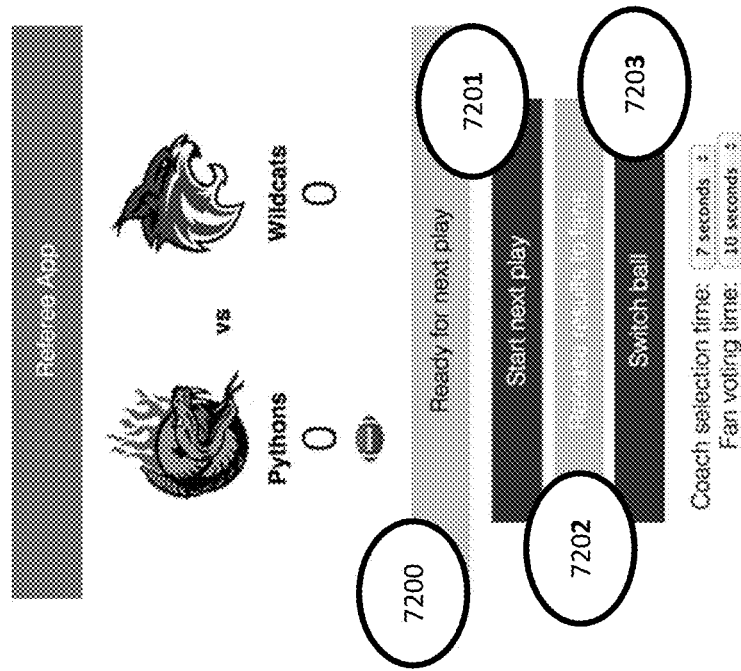 Referee App
Pythons vs Wildcats
0 0
7200
Ready for next play
7201
Start next play
7202
7203
Switch ball
Coach selection time: 7 seconds
Fan voting time: 10 seconds